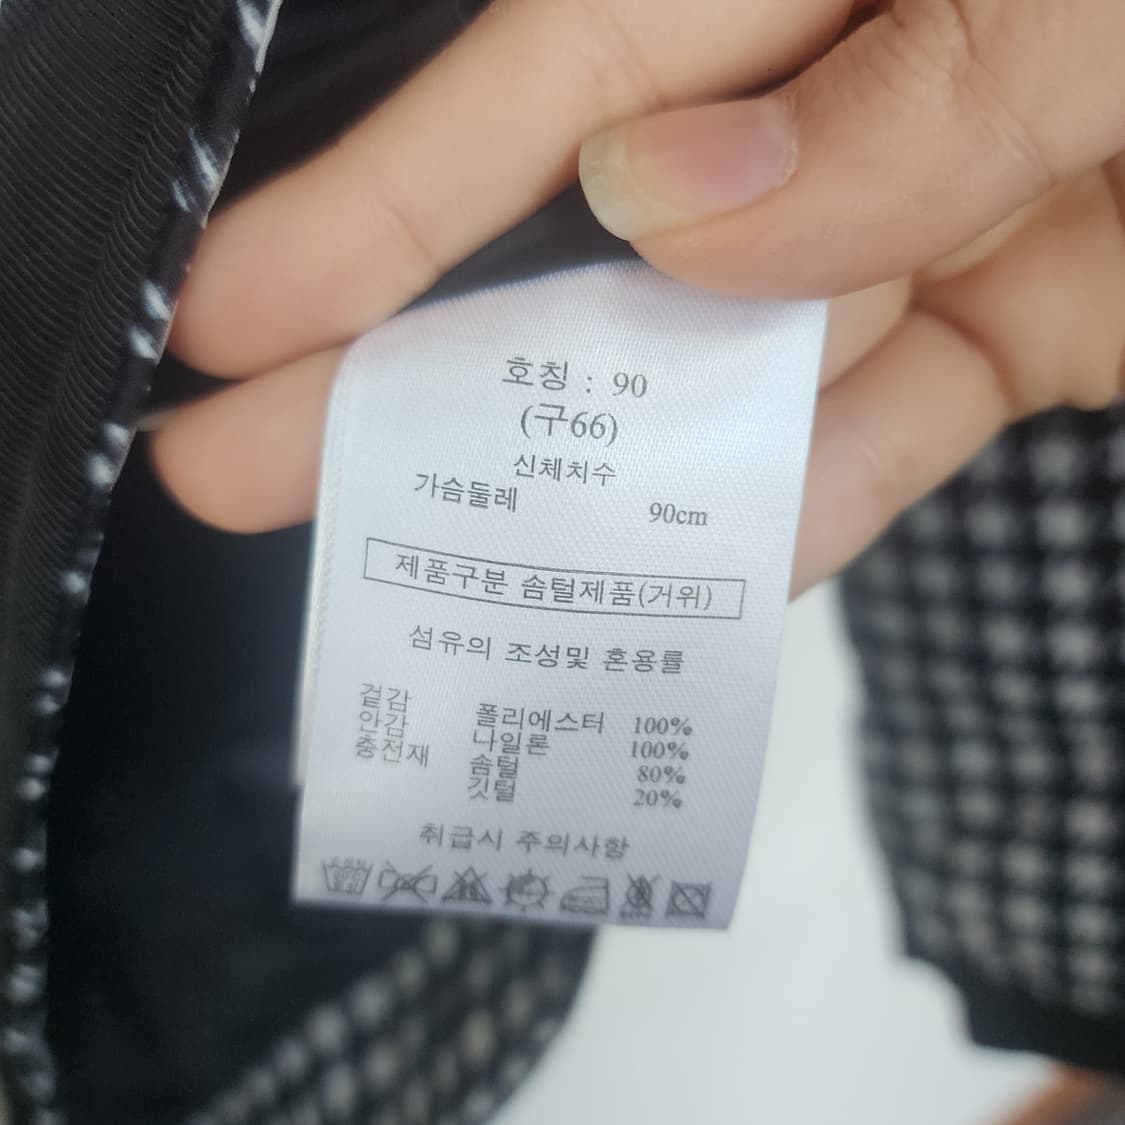 호칭 : 90
(구66)
신체치수
가슴둘레 90cm
제품구분 솜털제품(거위)
섬유의 조성및 혼용률
겉감 폴리에스터 100%
안감 나일론 100%
충전재 솜털 80%
깃털 20%
취급시 주의사항